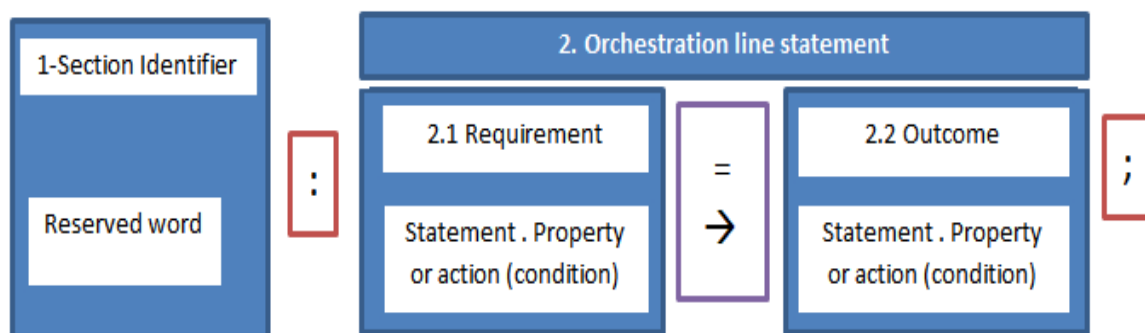 1-Section Identifier
Reserved word
:
2. Orchestration line statement
2.1 Requirement
Statement . Property
or action (condition)
=
→
2.2 Outcome
Statement . Property
or action (condition)
;